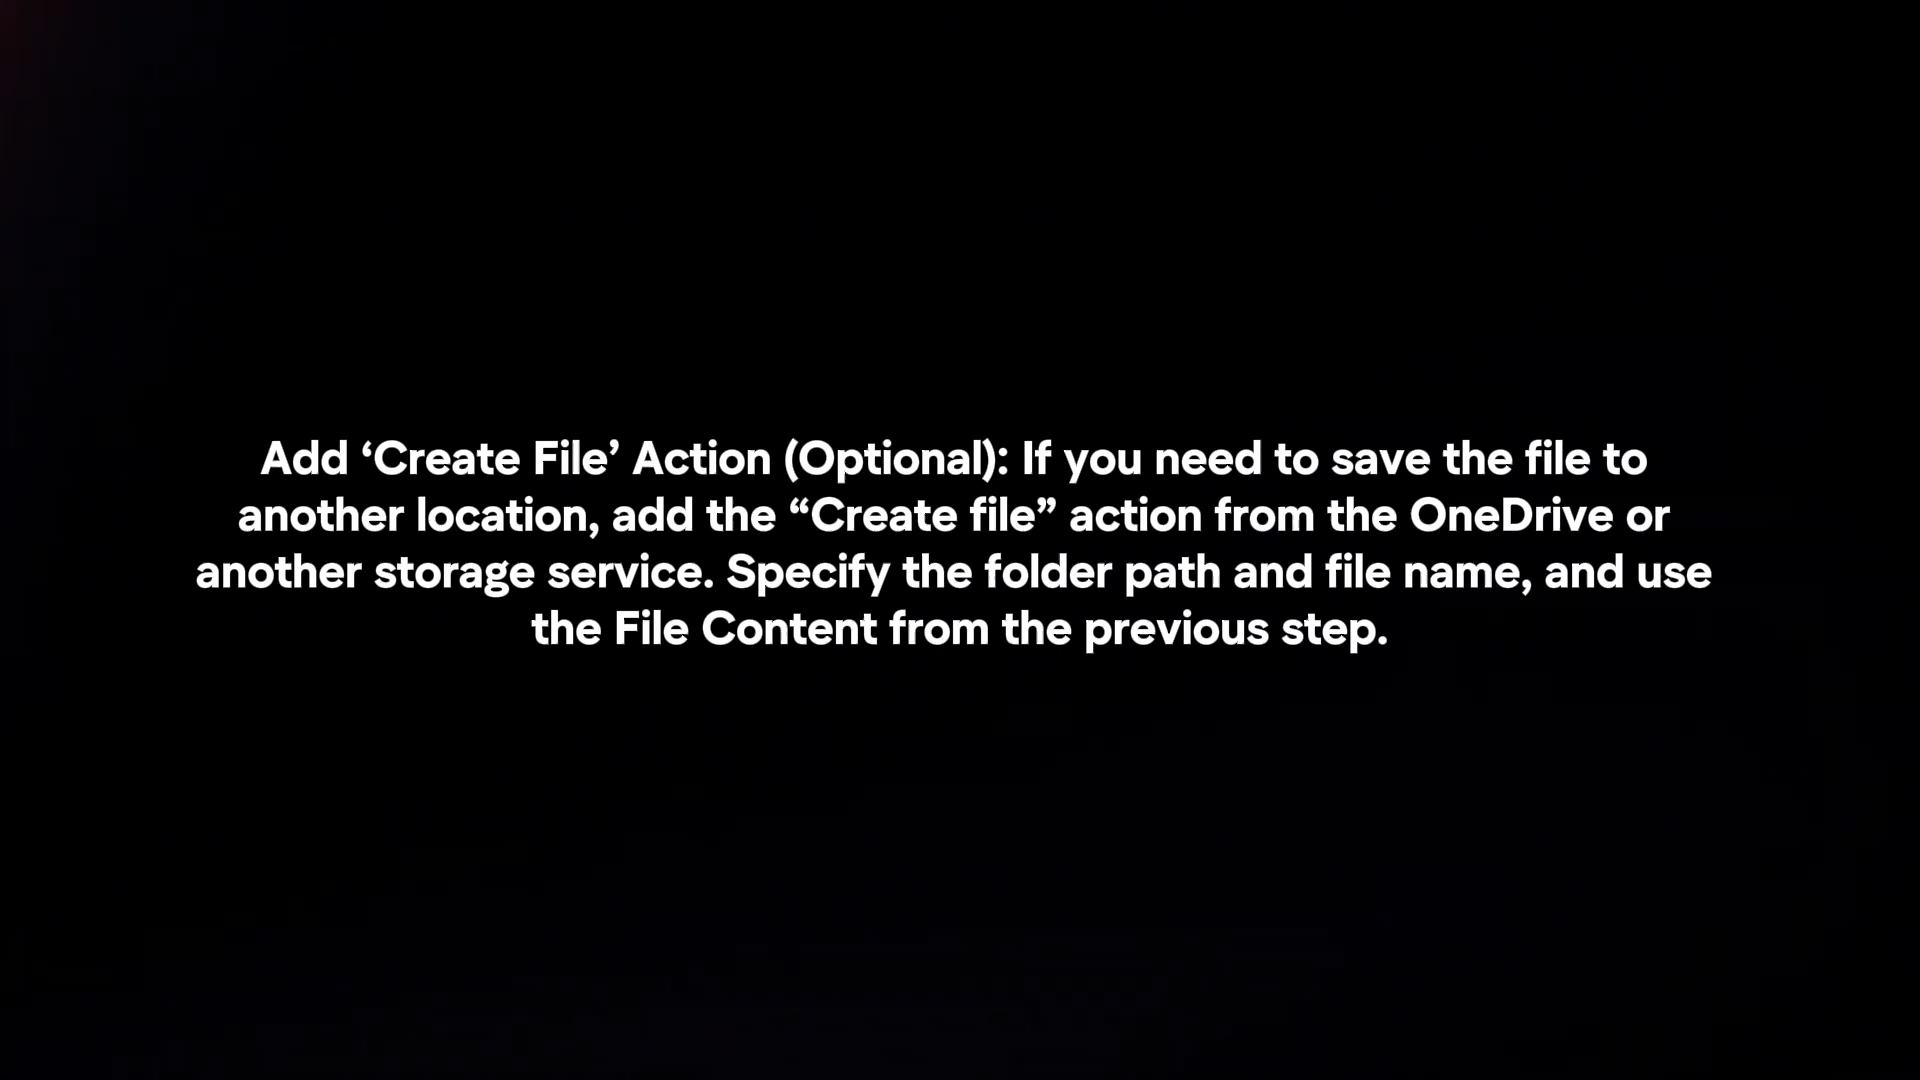 Add ‘Create File’ Action (Optional): If you need to save the file to
another location, add the “Create file” action from the OneDrive or
another storage service. Specify the folder path and file name, and use
the File Content from the previous step.